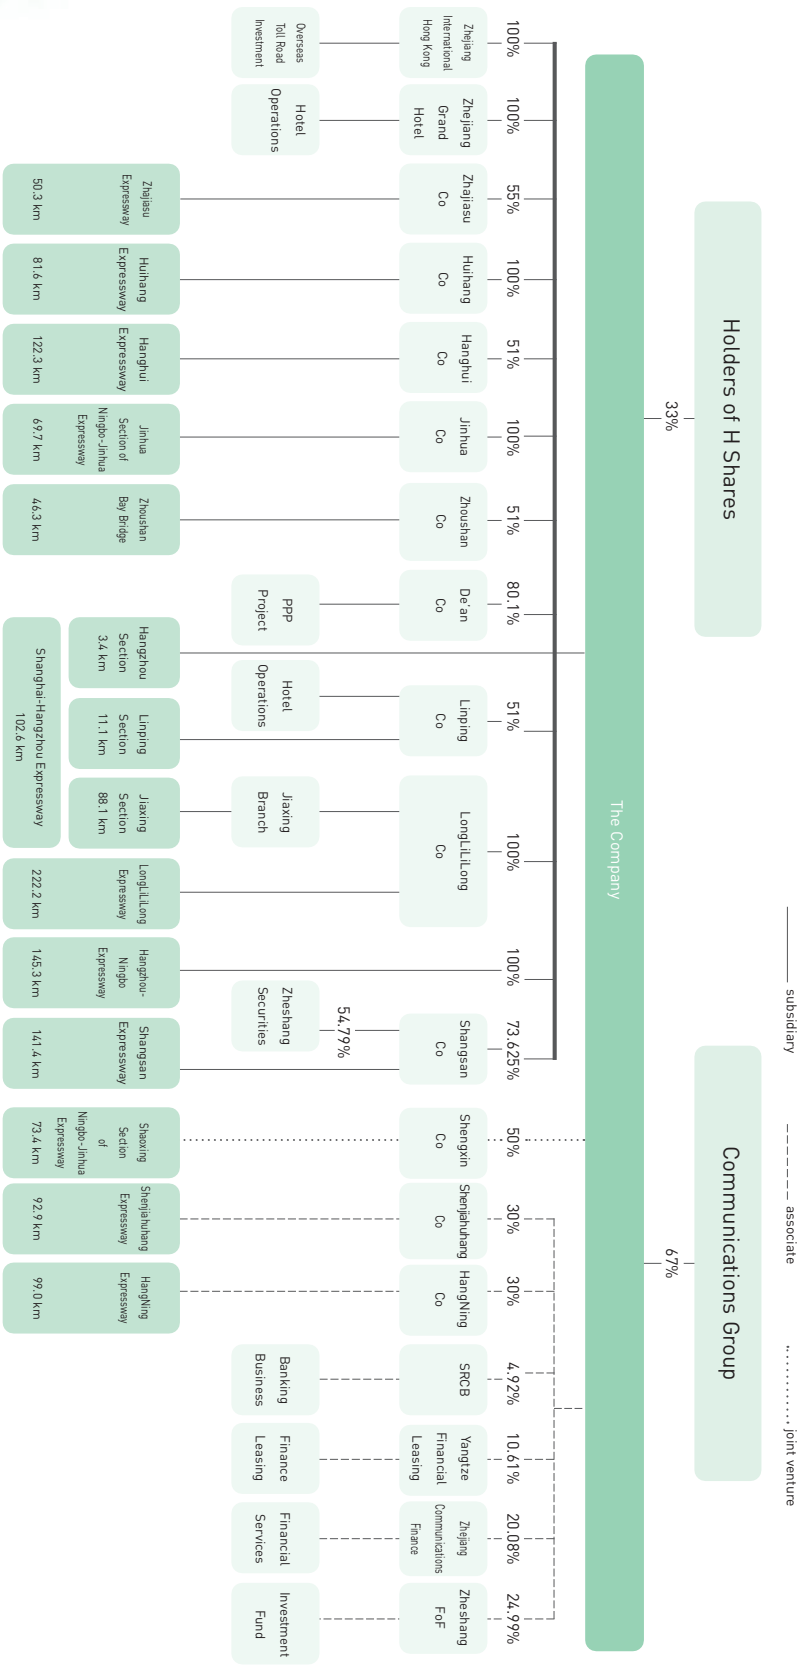 subsidiary
associate
joint venture
Holders of H Shares
Communications Group
33%
67%
The Company
100%
100%
55%
100%
51%
100%
51%
80.1%
51%
100%
100%
73.625%
50%
30%
30%
4.92%
10.61%
20.08%
24.99%
Zhejiang
International
Hong Kong
Zhejiang
Grand
Hotel
Zhajiasu
Co
Huihang
Co
Hanghui
Co
Jinhua
Co
Zhoushan
Co
De'an
Co
Linping
Co
LongLiLiLong
Co
Shangsan
Co
Shengxin
Co
Shenjiahuhang
Co
HangNing
Co
SRCB
Yangtze
Financial
Leasing
Zhejiang
Communications
Finance
Zheshang
FoF
54.79%
Overseas
Toll Road
Investment
Hotel
Operations
PPP
Project
Hotel
Operations
Jiaxing
Branch
Zheshang
Securities
Banking
Business
Finance
Leasing
Financial
Services
Investment
Fund
Zhajiasu
Expressway
50.3 km
Huihang
Expressway
81.6 km
Hanghui
Expressway
122.3 km
Jinhua
Section of
Ningbo-Jinhua
Expressway
69.7 km
Zhoushan
Bay Bridge
46.3 km
Hangzhou
Section
3.4 km
Linping
Section
11.1 km
Jiaxing
Section
88.1 km
Shanghai-Hangzhou Expressway
102.6 km
LongLiLiLong
Expressway
222.2 km
Hangzhou-
Ningbo
Expressway
145.3 km
Shangsan
Expressway
141.4 km
Shaoxing
Section
of
Ningbo-Jinhua
Expressway
73.4 km
Shenjiahuhang
Expressway
92.9 km
HangNing
Expressway
99.0 km